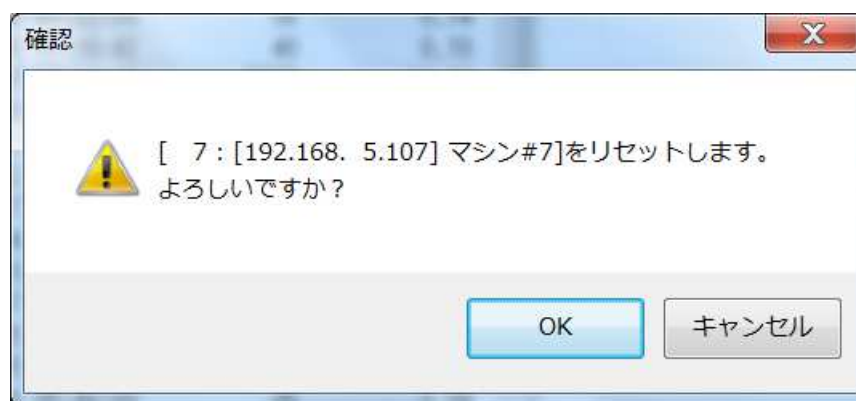 確認
[　7 : [192.168.  5.107] マシン#7]をリセットします。
よろしいですか？
OK
キャンセル